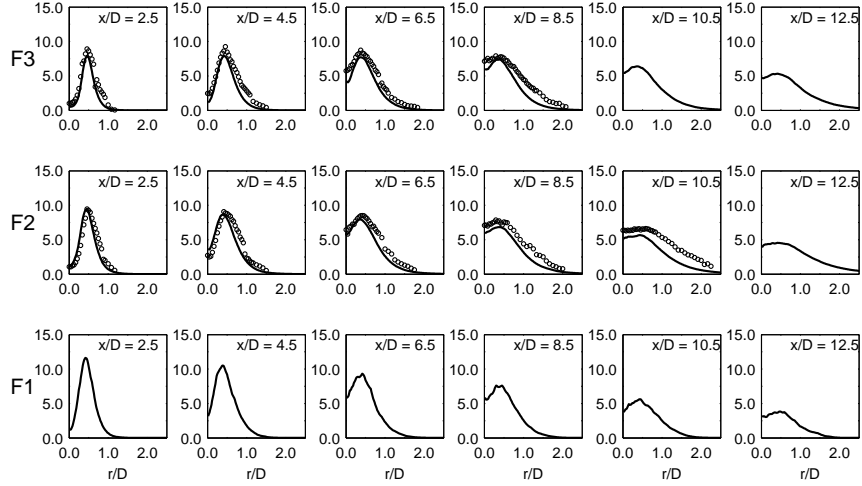 x/D = 2.5 x/D = 4.5 x/D = 6.5 x/D = 8.5 x/D = 10.5 x/D = 12.5
15.0 15.0 15.0 15.0 15.0 15.0
10.0 10.0 10.0 10.0 10.0 10.0
F3
5.0 5.0 5.0 5.0 5.0 5.0
0.0 0.0 0.0 0.0 0.0 0.0
0.0 1.0 2.0 0.0 1.0 2.0 0.0 1.0 2.0 0.0 1.0 2.0 0.0 1.0 2.0 0.0 1.0 2.0
x/D = 2.5 x/D = 4.5 x/D = 6.5 x/D = 8.5 x/D = 10.5 x/D = 12.5
15.0 15.0 15.0 15.0 15.0 15.0
10.0 10.0 10.0 10.0 10.0 10.0
F2
5.0 5.0 5.0 5.0 5.0 5.0
0.0 0.0 0.0 0.0 0.0 0.0
0.0 1.0 2.0 0.0 1.0 2.0 0.0 1.0 2.0 0.0 1.0 2.0 0.0 1.0 2.0 0.0 1.0 2.0
x/D = 2.5 x/D = 4.5 x/D = 6.5 x/D = 8.5 x/D = 10.5 x/D = 12.5
15.0 15.0 15.0 15.0 15.0 15.0
10.0 10.0 10.0 10.0 10.0 10.0
F1
5.0 5.0 5.0 5.0 5.0 5.0
0.0 0.0 0.0 0.0 0.0 0.0
0.0 1.0 2.0 0.0 1.0 2.0 0.0 1.0 2.0 0.0 1.0 2.0 0.0 1.0 2.0 0.0 1.0 2.0
r/D r/D r/D r/D r/D r/D